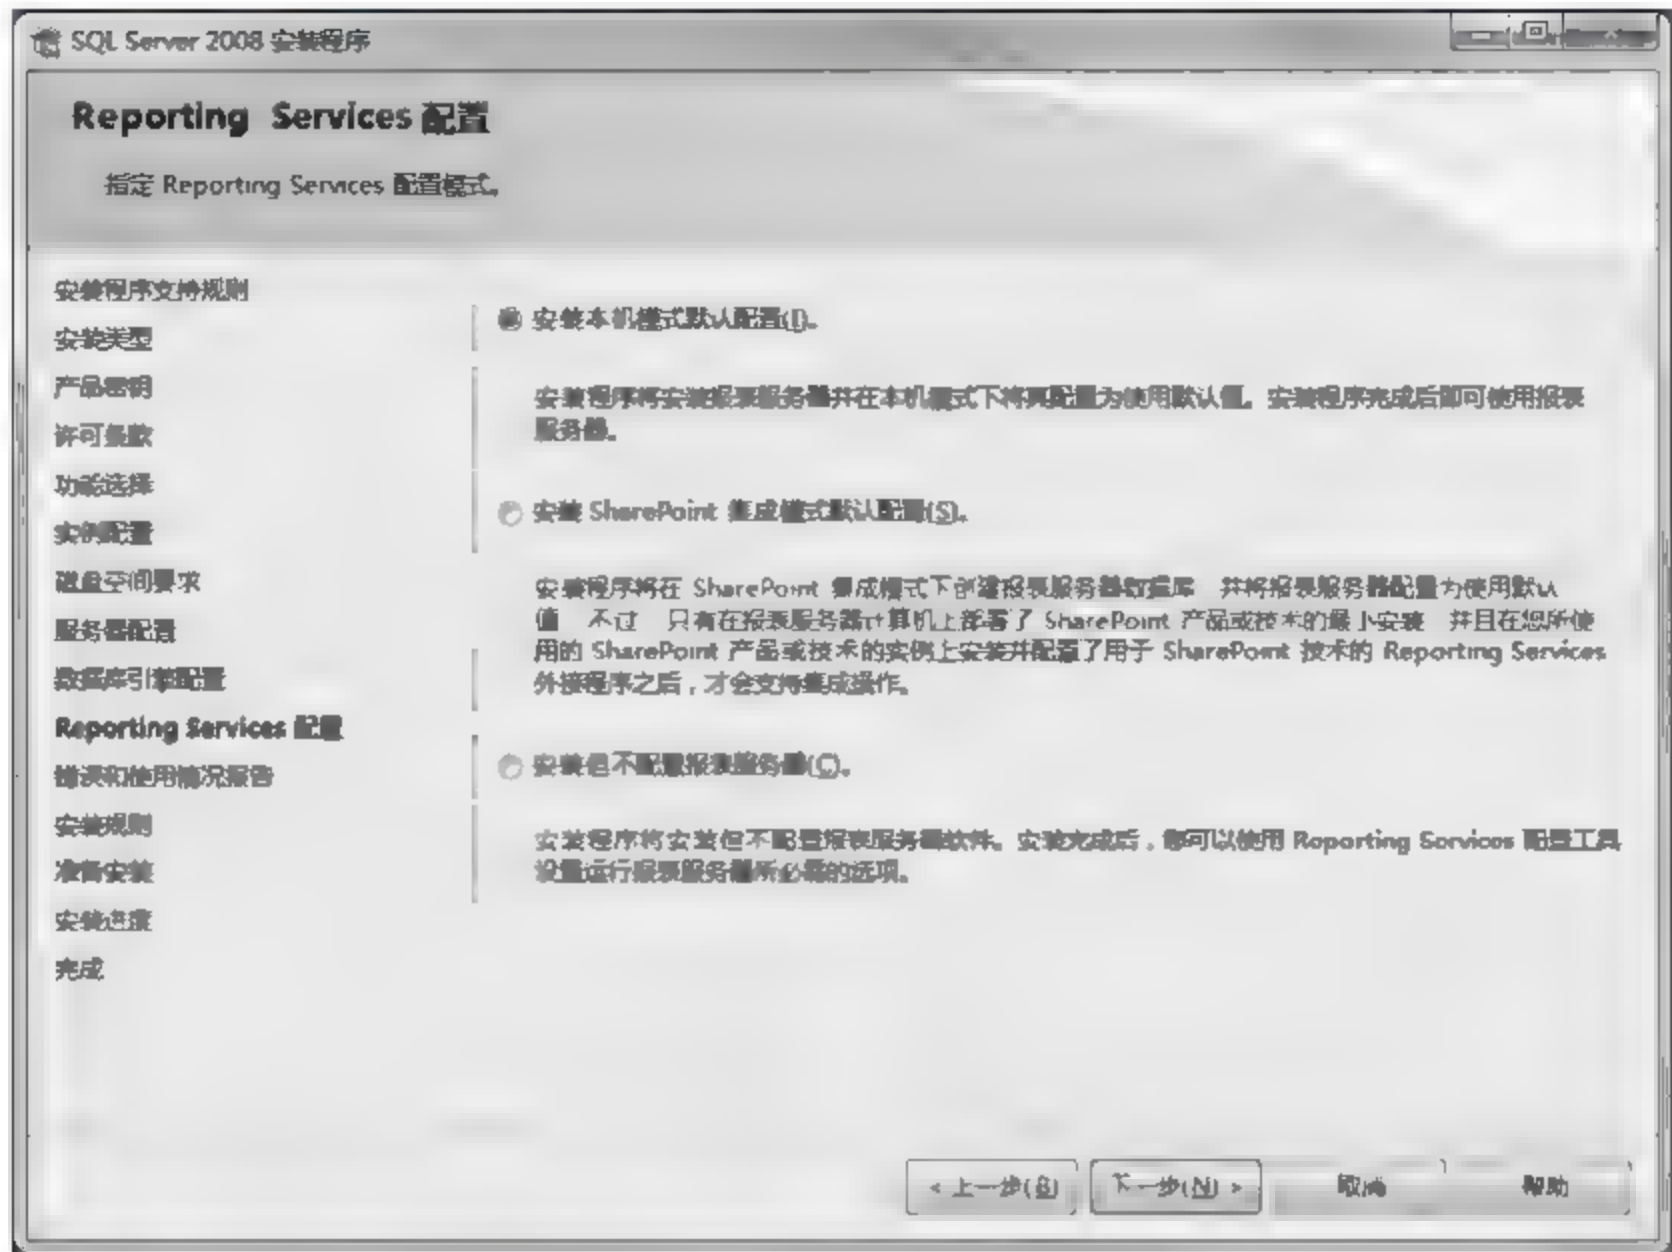 SQL Server 2008 安装程序
Reporting Services 配置
指定 Reporting Services 配置模式。
安装程序支持规则
安装类型
产品密钥
许可条款
功能选择
实例配置
磁盘空间要求
服务器配置
数据库引擎配置
Reporting Services 配置
错误和使用情况报告
安装规则
准备安装
安装进度
完成
安装本机模式默认配置(I)。
安装程序将安装报表服务器并在本机模式下将其配置为使用默认值。安装程序完成后即可使用报表
服务器。
安装 SharePoint 集成模式默认配置(S)。
安装程序将在 SharePoint 集成模式下创建报表服务器数据库 并将报表服务器配置为使用默认
值 不过 只有在报表服务器计算机上部署了 SharePoint 产品或技术的最小安装 并且在您所使
用的 SharePoint 产品或技术的实例上安装并配置了用于 SharePoint 技术的 Reporting Services
外接程序之后，才会支持集成操作。
安装但不配置报表服务器(C)。
安装程序将安装但不配置报表服务器软件。安装完成后，您可以使用 Reporting Services 配置工具
设置运行报表服务器所必需的选项。
< 上一步(B)
下一步(N) >
取消
帮助